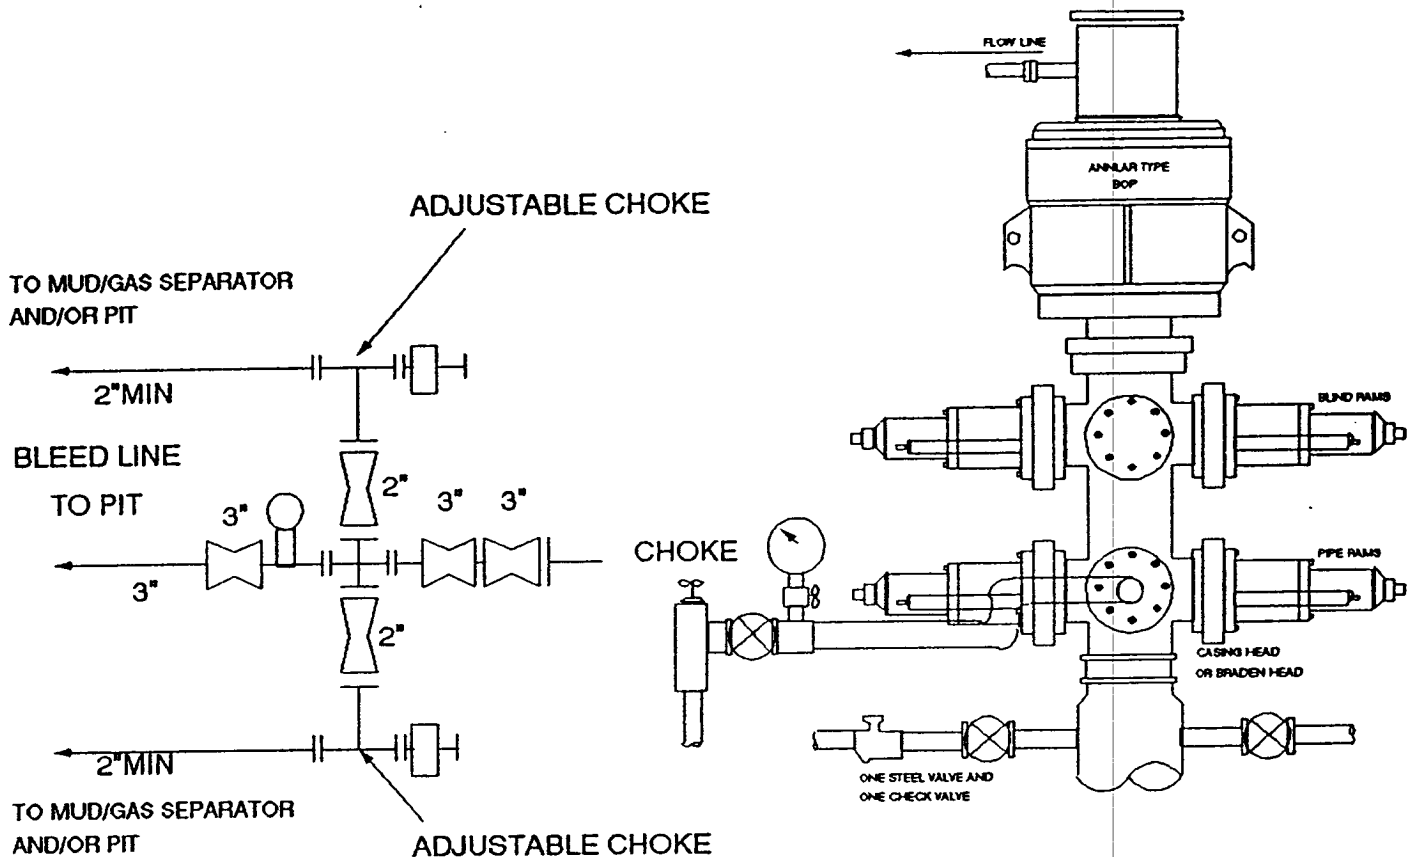 FLOW LINE
ANNLAR TYPE
BOP
ADJUSTABLE CHOKE
TO MUD/GAS SEPARATOR
AND/OR PIT
2"MIN
BLIND RAMS
BLEED LINE
TO PIT
2"
3"
3"
3"
3"
CHOKE
PIPE RAMS
2"
CASING HEAD
OR BRADEN HEAD
2"MIN
ONE STEEL VALVE AND
ONE CHECK VALVE
TO MUD/GAS SEPARATOR
AND/OR PIT
ADJUSTABLE CHOKE